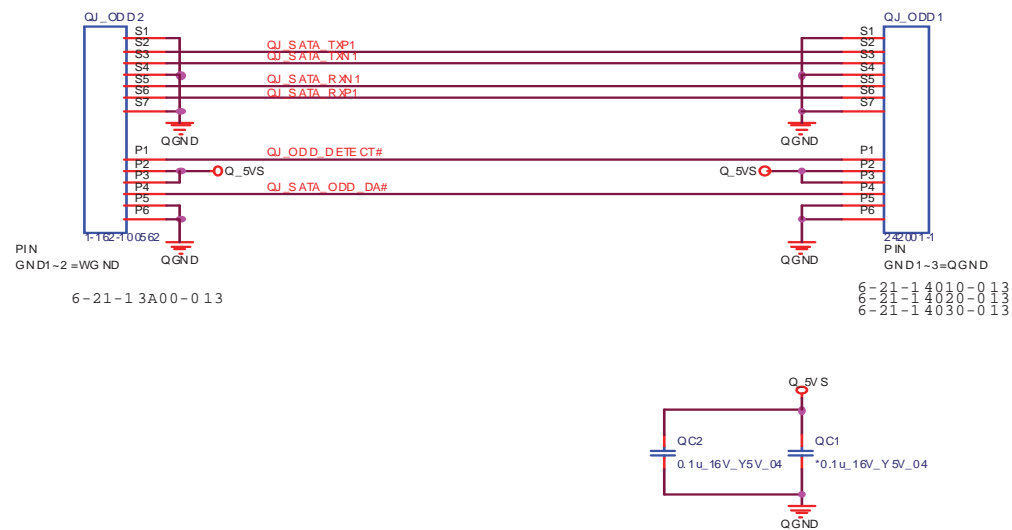 QJ_ODD2
QJ_ODD1
S1
S2
S3
S4
S5
S6
S7
QJ_SATA_TXP1
QJ_SATA_TXN1
QJ_SATA_RXN1
QJ_SATA_RXP1
S1
S2
S3
S4
S5
S6
S7
QGND
QGND
P1
P2
P3
P4
P5
P6
QJ_ODD_DETECT#
Q_5VS
Q_5VS
QJ_SATA_ODD_DA#
P1
P2
P3
P4
P5
P6
1-162-100562
242001-1
QGND
QGND
PIN
GND1~2=WGND
PIN
GND1~3=QGND
6-21-13A00-013
6-21-14010-013
6-21-14020-013
6-21-14030-013
Q_5VS
QC2
0.1u_16V_Y5V_04
QC1
*0.1u_16V_Y5V_04
QGND